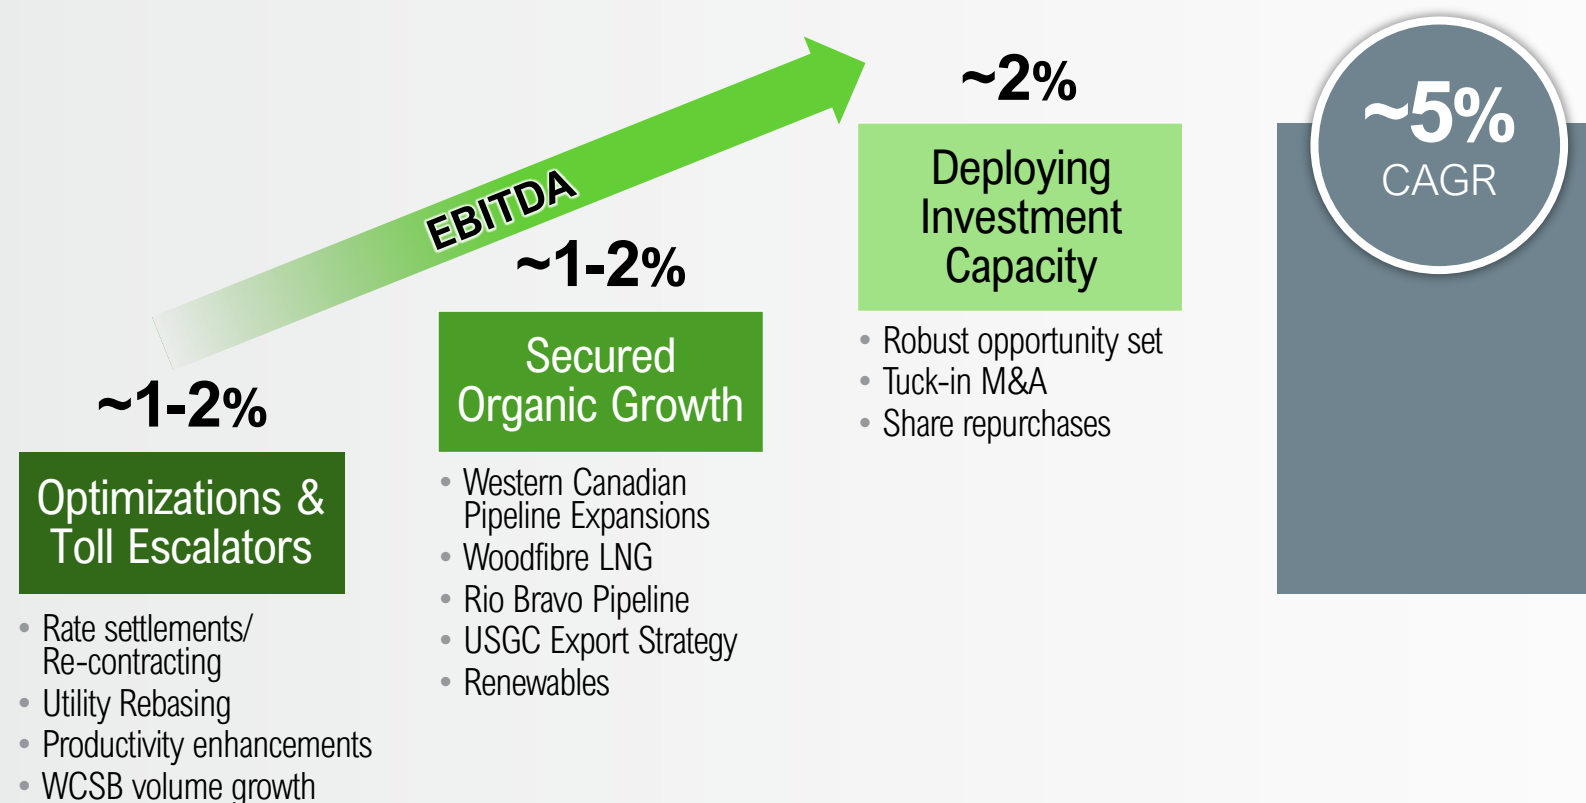 EBITDA
~1-2%
Optimizations &
Toll Escalators
• Rate settlements/
Re-contracting
• Utility Rebasing
• Productivity enhancements
• WCSB volume growth
~1-2%
Secured
Organic Growth
• Western Canadian
Pipeline Expansions
• Woodfibre LNG
• Rio Bravo Pipeline
• USGC Export Strategy
• Renewables
~2%
Deploying
Investment
Capacity
• Robust opportunity set
• Tuck-in M&A
• Share repurchases
~5%
CAGR